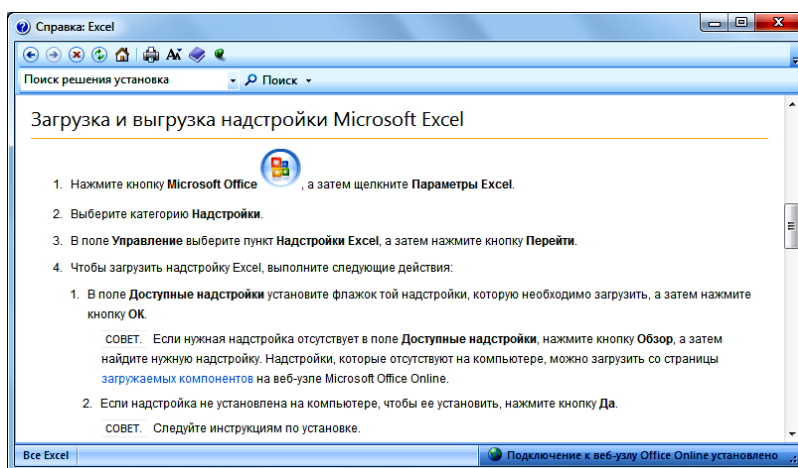 Справка: Excel
Поиск решения установка
Поиск
Загрузка и выгрузка надстройки Microsoft Excel
1. Нажмите кнопку Microsoft Office , а затем щелкните Параметры Excel.
2. Выберите категорию Надстройки.
3. В поле Управление выберите пункт Надстройки Excel, а затем нажмите кнопку Перейти.
4. Чтобы загрузить надстройку Excel, выполните следующие действия:
1. В поле Доступные надстройки установите флажок той надстройки, которую необходимо загрузить, а затем нажмите
кнопку ОК.
СОВЕТ. Если нужная надстройка отсутствует в поле Доступные надстройки, нажмите кнопку Обзор, а затем
найдите нужную надстройку. Надстройки, которые отсутствуют на компьютере, можно загрузить со страницы
загружаемых компонентов на веб-узле Microsoft Office Online.
2. Если надстройка не установлена на компьютере, чтобы ее установить, нажмите кнопку Да.
СОВЕТ. Следуйте инструкциям по установке.
Все Excel
Подключение к веб-узлу Office Online установлено